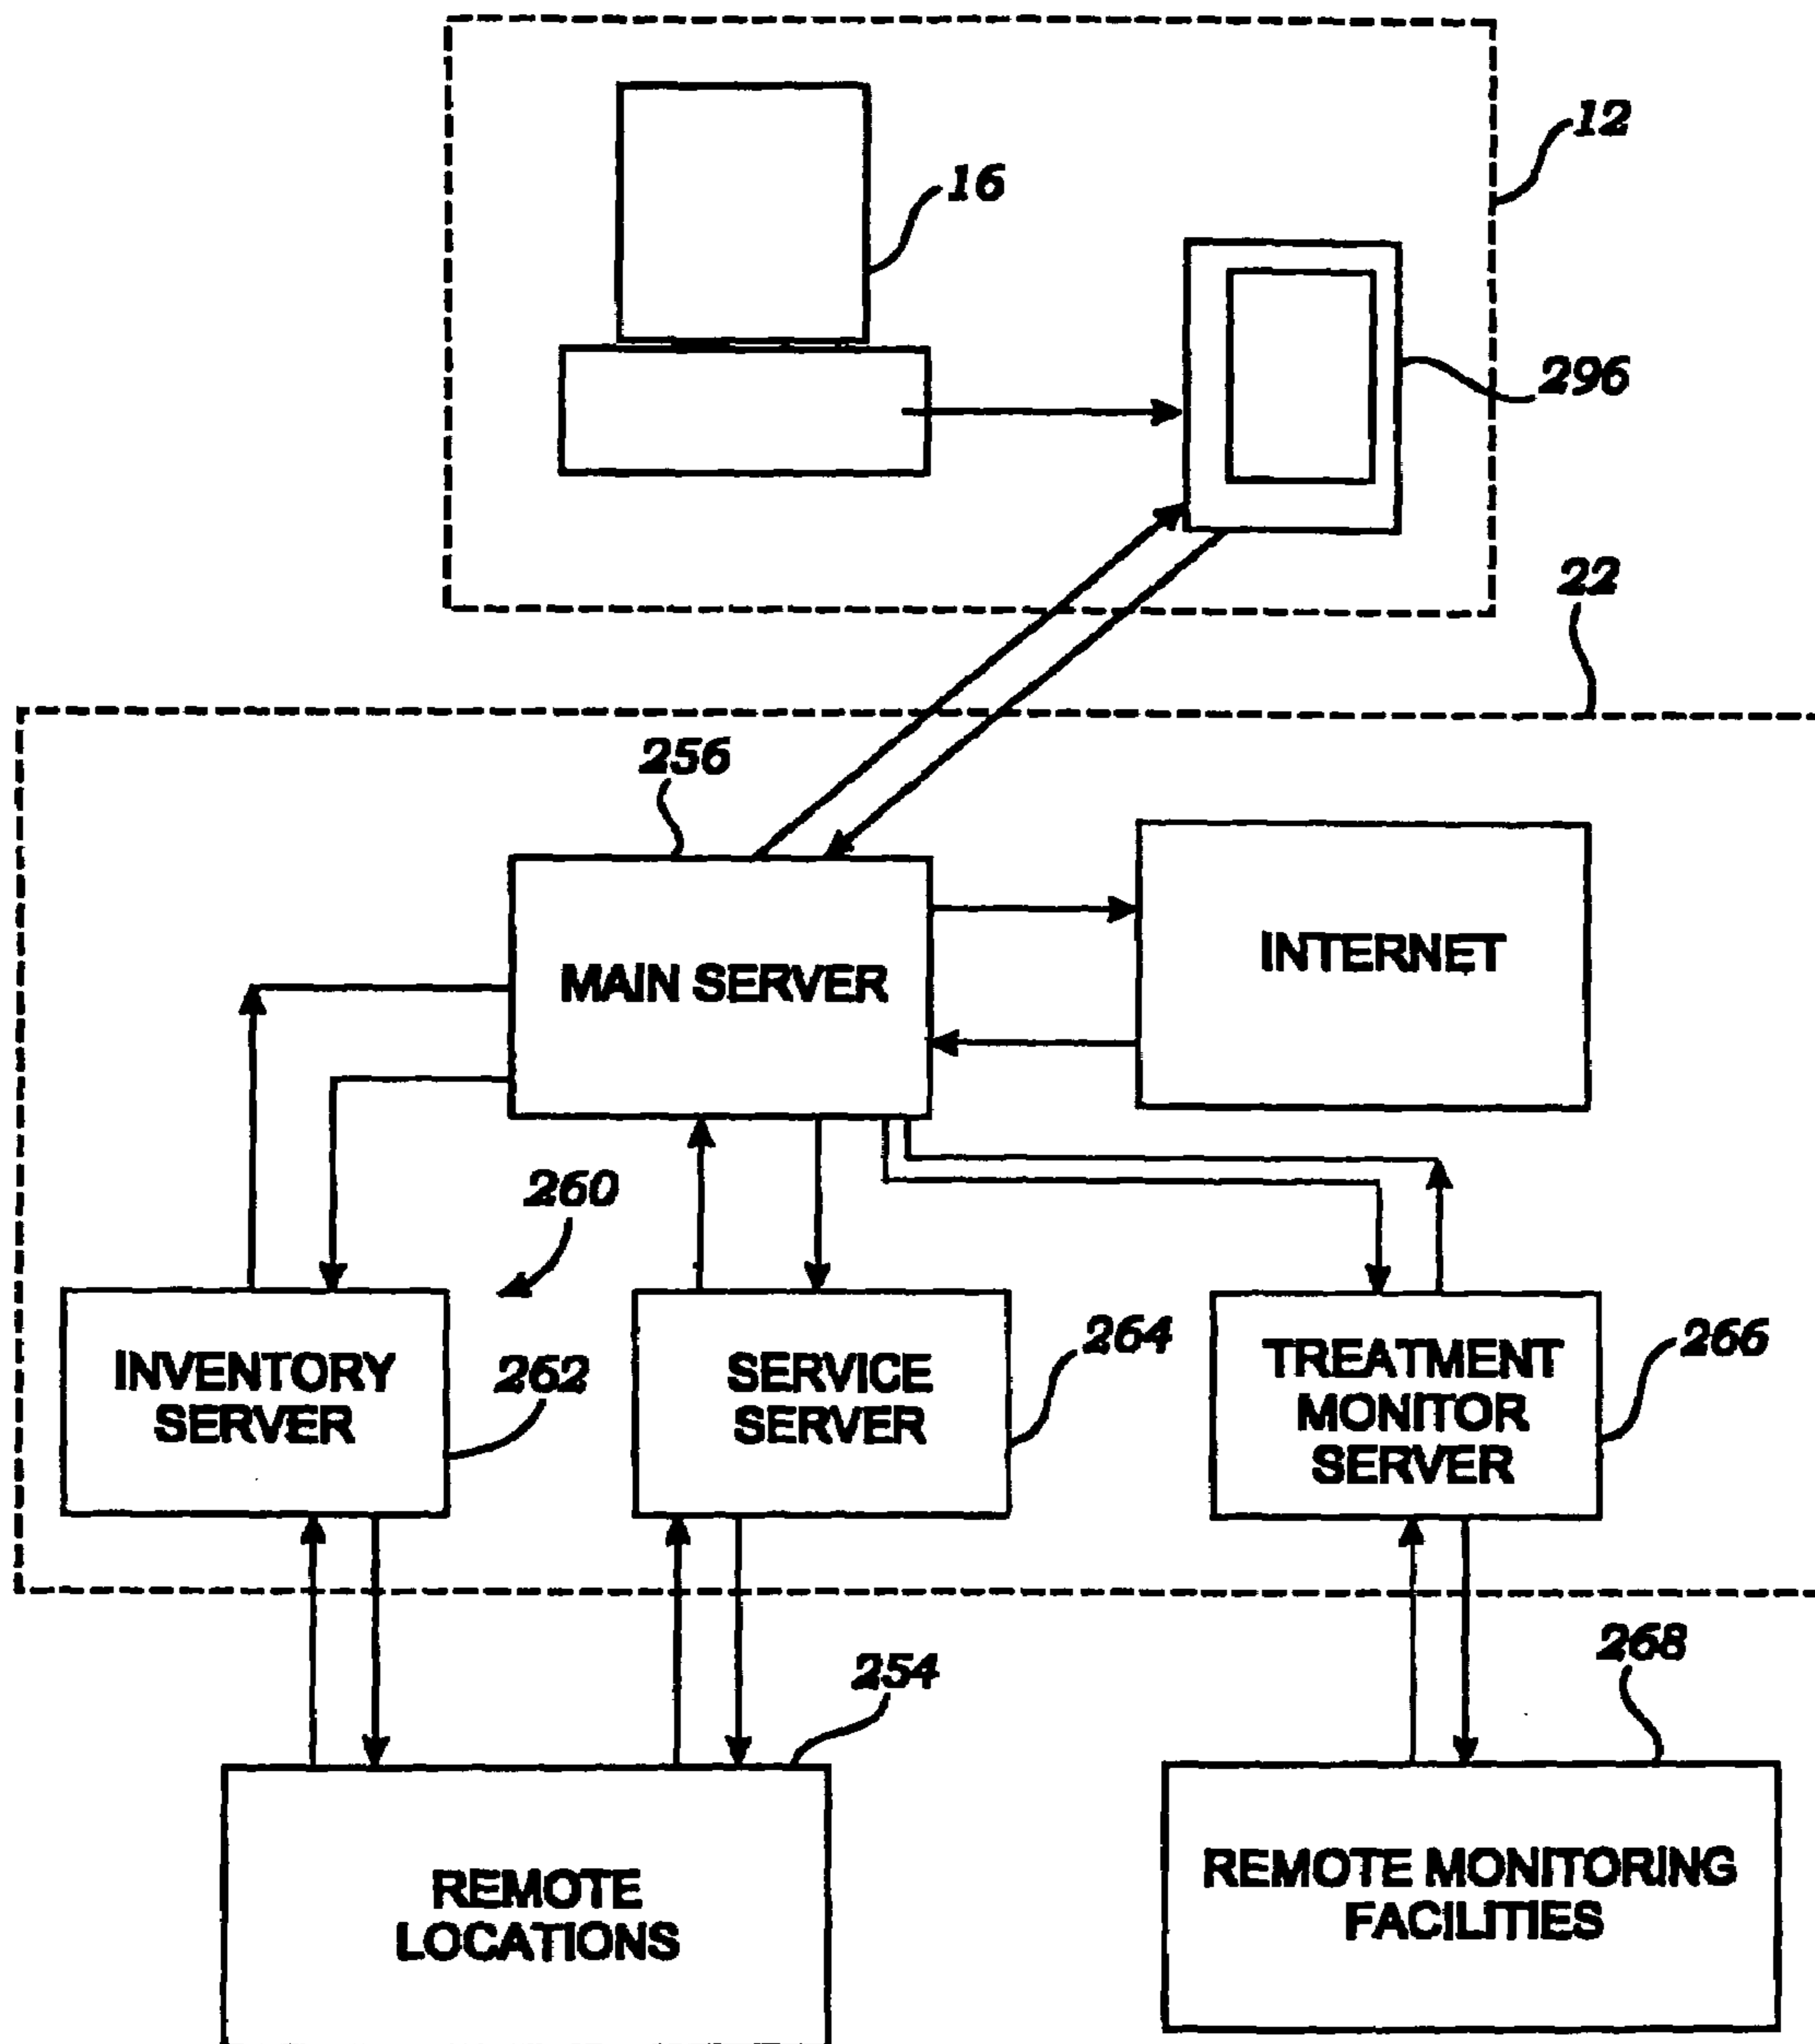 12
16
296
22
256
MAIN SERVER
INTERNET
260
INVENTORY
SERVER
262
SERVICE
SERVER
264
TREATMENT
MONITOR
SERVER
266
254
268
REMOTE
LOCATIONS
REMOTE MONITORING
FACILITIES